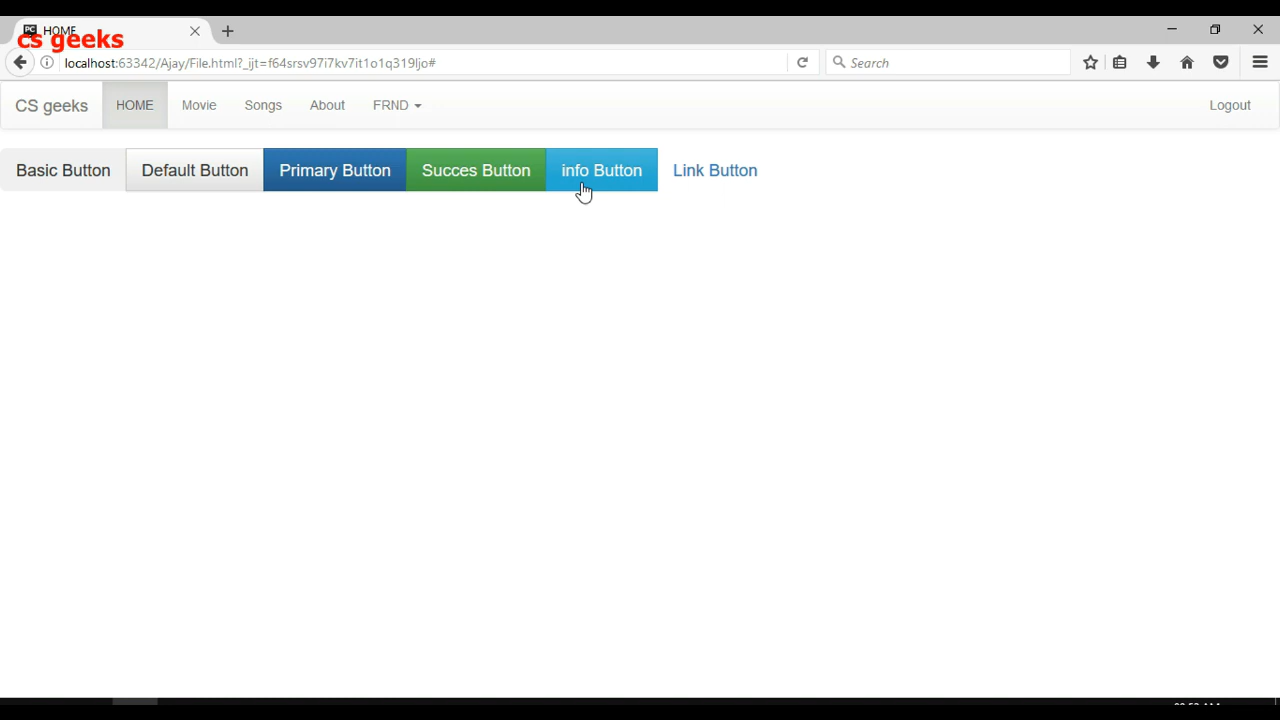 HOME
cs geeks
localhost:63342/Ajay/File.html?_ijt=f64srsv97i7kv7it1o1q319ljo#
Search
CS geeks HOME Movie Songs About FRND Logout
Basic Button Default Button Primary Button Succes Button info Button Link Button